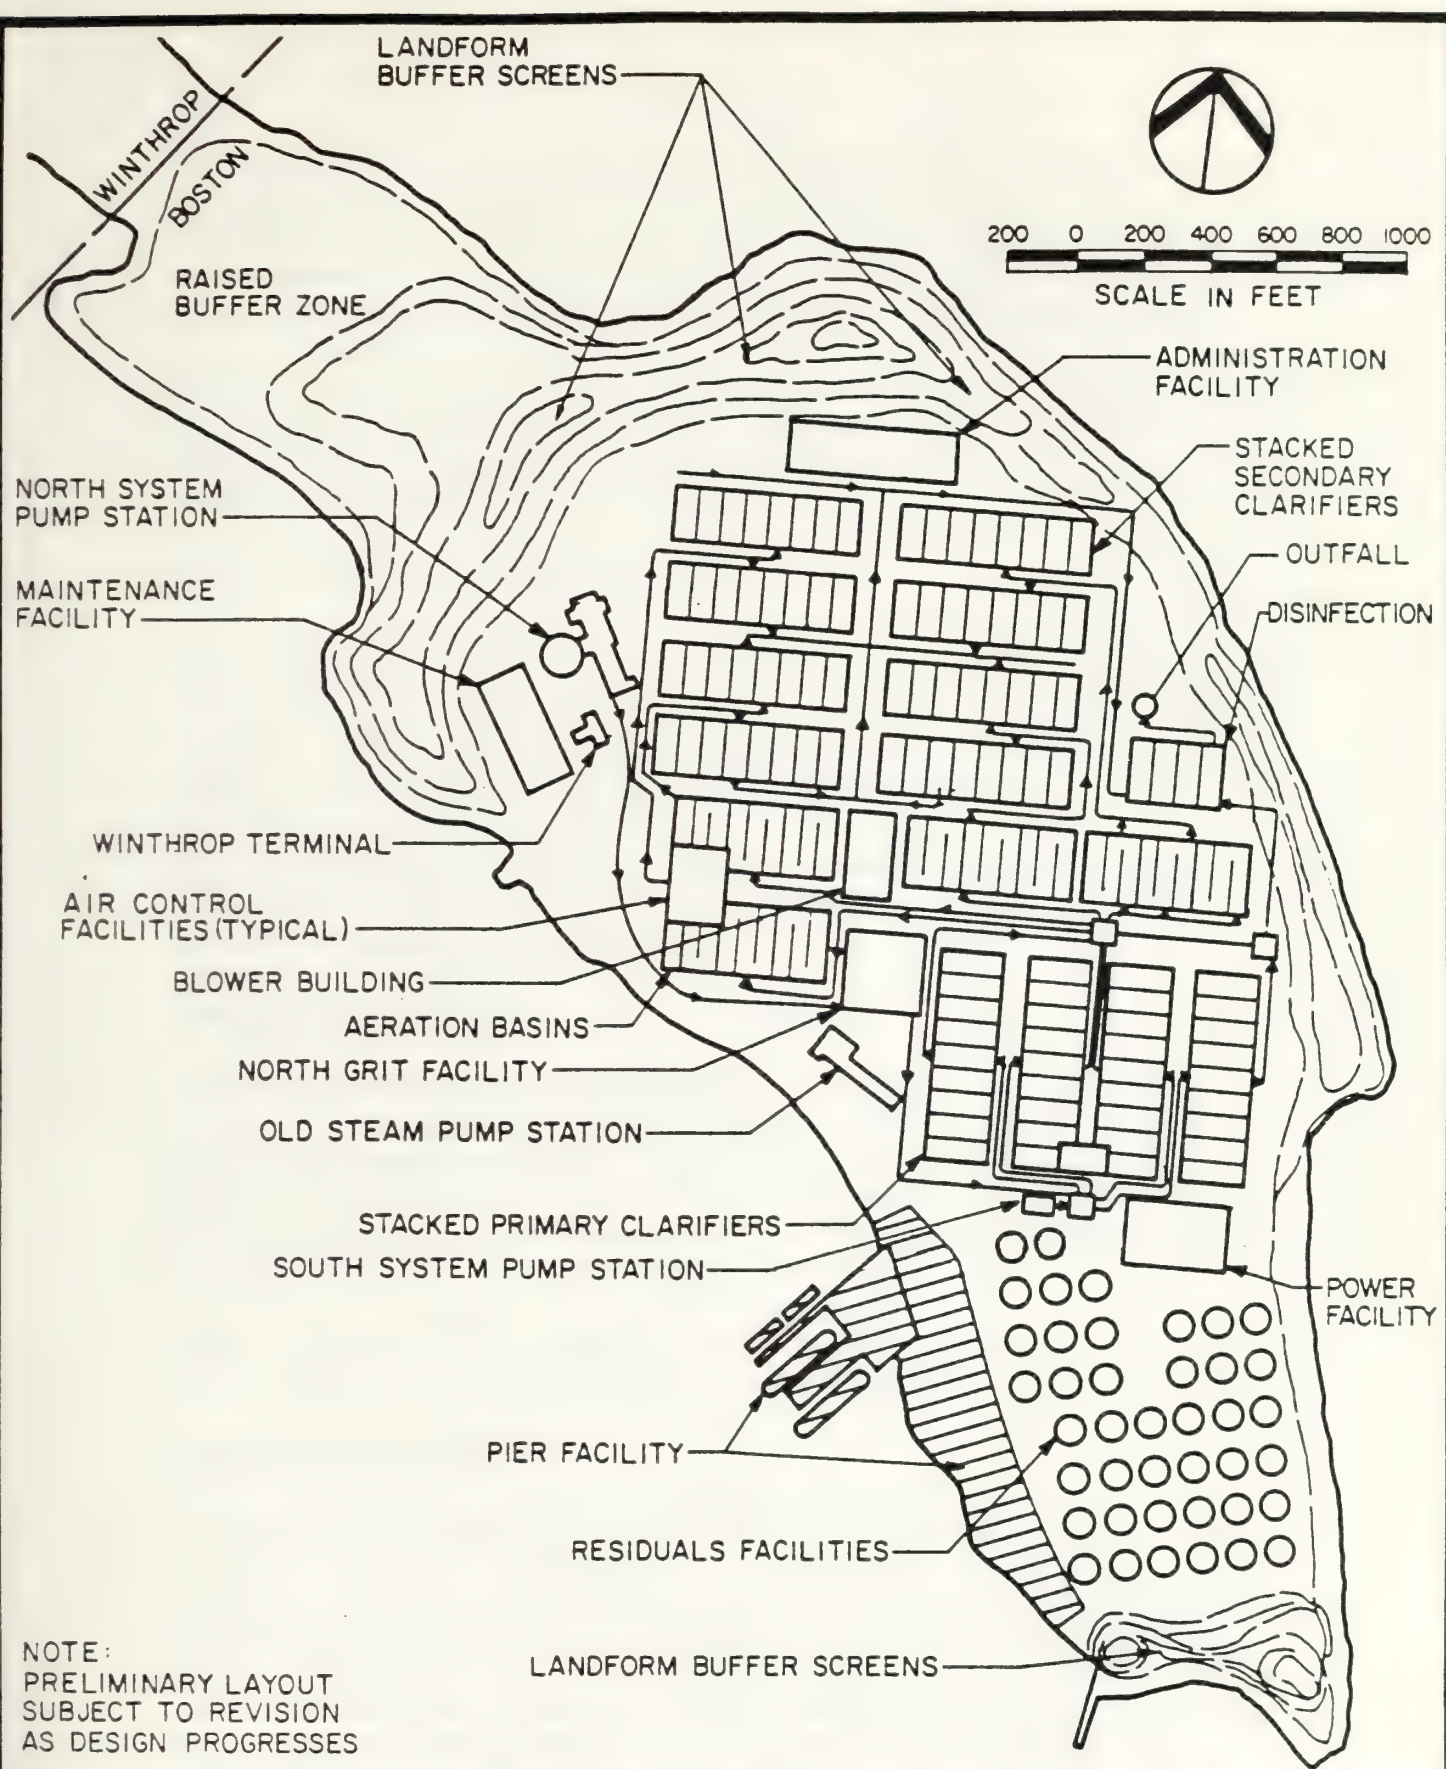 LANDFORM
BUFFER SCREENS
WINTHROP
BOSTON
RAISED
BUFFER ZONE
200 0 200 400 600 800 1000
SCALE IN FEET
ADMINISTRATION
FACILITY
STACKED
SECONDARY
CLARIFIERS
OUTFALL
DISINFECTION
NORTH SYSTEM
PUMP STATION
MAINTENANCE
FACILITY
WINTHROP TERMINAL
AIR CONTROL
FACILITIES (TYPICAL)
BLOWER BUILDING
AERATION BASINS
NORTH GRIT FACILITY
OLD STEAM PUMP STATION
STACKED PRIMARY CLARIFIERS
SOUTH SYSTEM PUMP STATION
POWER
FACILITY
PIER FACILITY
RESIDUALS FACILITIES
LANDFORM BUFFER SCREENS
NOTE:
PRELIMINARY LAYOUT
SUBJECT TO REVISION
AS DESIGN PROGRESSES